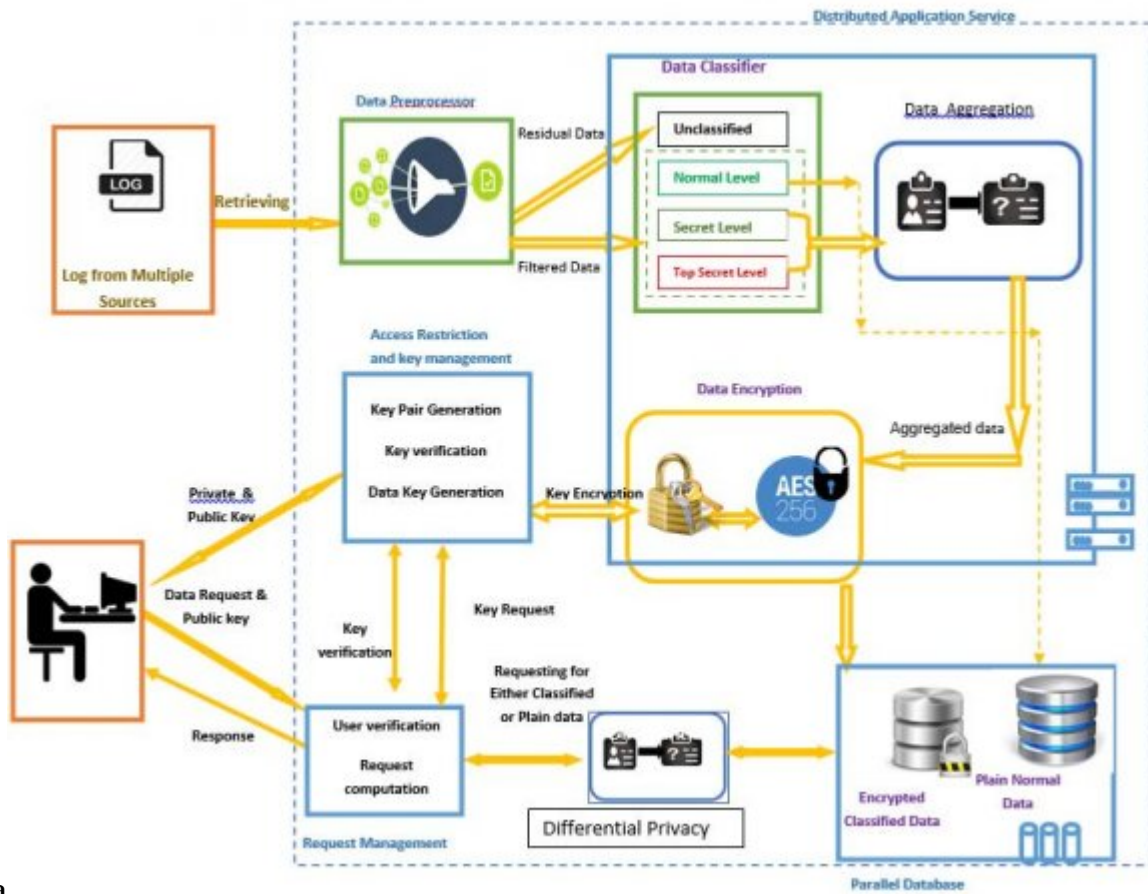 Distributed Application Service
Data Classifier
Data Preprocessor
Data Aggregation
Residual Data
Unclassified
LOG
Normal Level
Retrieving
Secret Level
Filtered Data
Top Secret Level
Log from Multiple
Sources
Access Restriction
and key management
Data Encryption
Key Pair Generation
Key verification
Data Key Generation
Aggregated data
Private &
Public Key
Key Encryption
AES
256
Data Request &
Public key
Key
verification
Key Request
Requesting for
Either Classified
or Plain data
Response
User verification
Request
computation
Plain Normal
Data
Encrypted
Classified Data
Differential Privacy
Request Management
Parallel Database
a